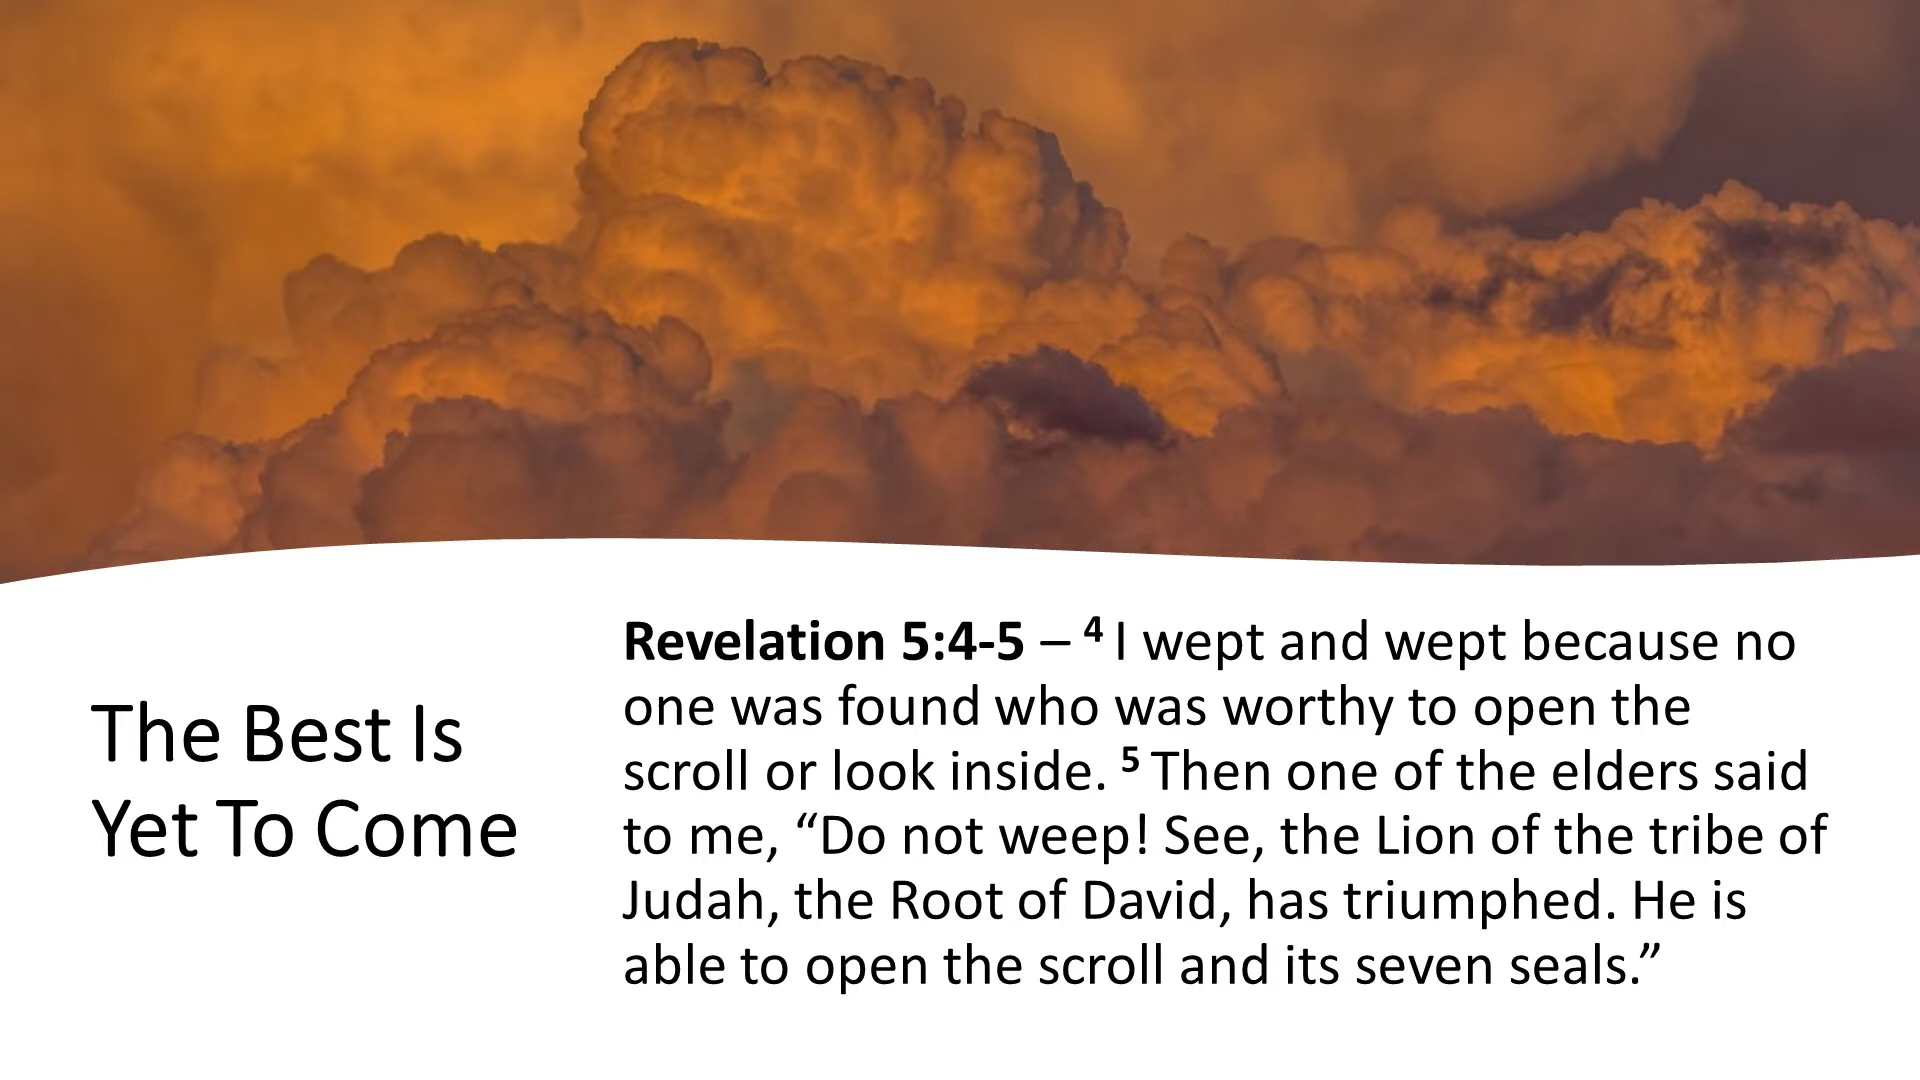 The Best Is
Yet To Come
Revelation 5:4-5 – ⁴ I wept and wept because no
one was found who was worthy to open the
scroll or look inside. ⁵ Then one of the elders said
to me, “Do not weep! See, the Lion of the tribe of
Judah, the Root of David, has triumphed. He is
able to open the scroll and its seven seals.”